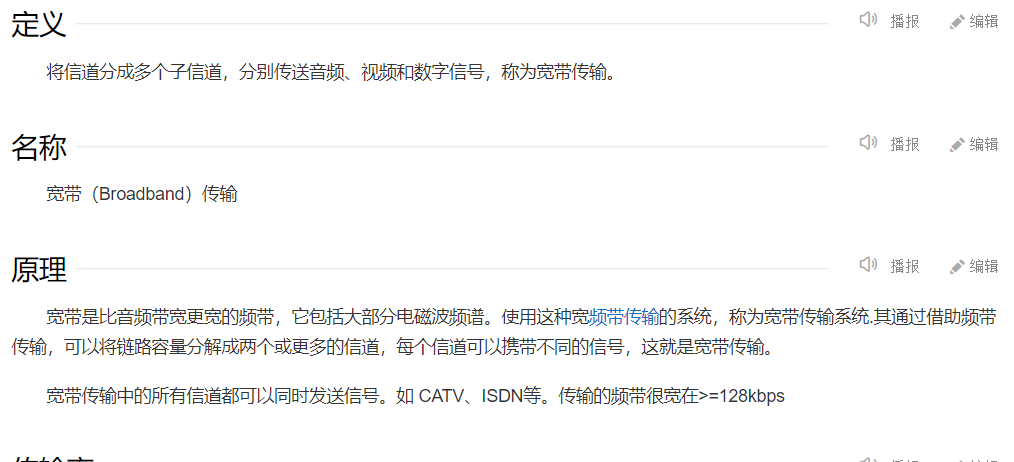 定义 播报 编辑
将信道分成多个子信道，分别传送音频、视频和数字信号，称为宽带传输。
名称 播报 编辑
宽带（Broadband）传输
原理 播报 编辑
宽带是比音频带宽更宽的频带，它包括大部分电磁波频谱。使用这种宽频带传输的系统，称为宽带传输系统.其通过借助频带
传输，可以将链路容量分解成两个或更多的信道，每个信道可以携带不同的信号，这就是宽带传输。
宽带传输中的所有信道都可以同时发送信号。如 CATV、ISDN等。传输的频带很宽在>=128kbps